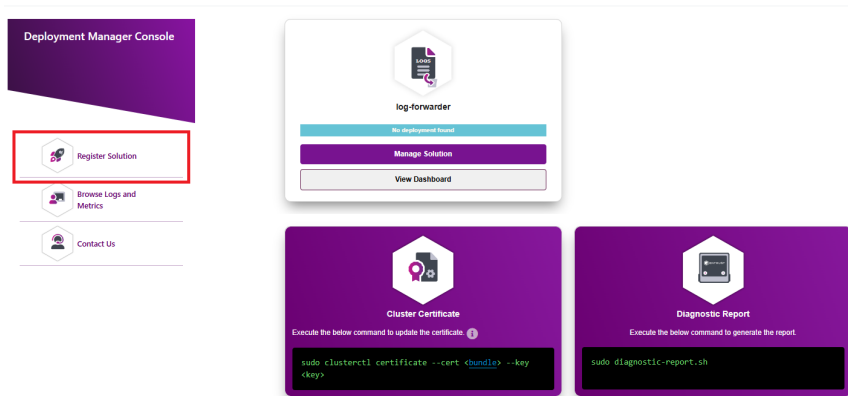 Deployment Manager Console
Register Solution
Browse Logs and
Metrics
Contact Us
LOGS
log-forwarder
No deployment found
Manage Solution
View Dashboard
Cluster Certificate
Execute the below command to update the certificate. i
sudo clusterctl certificate --cert <bundle> --key
<key>
Diagnostic Report
Execute the below command to generate the report.
sudo diagnostic-report.sh